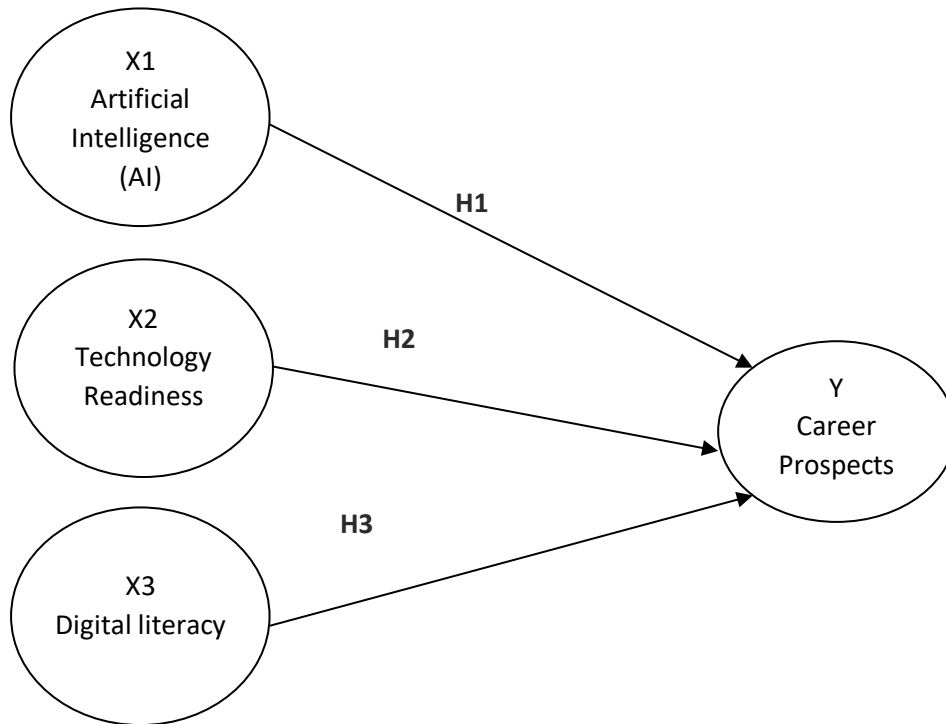 X1
Artificial
Intelligence
(AI)
H1
X2
Technology
Readiness
H2
Y
Career
Prospects
H3
X3
Digital literacy